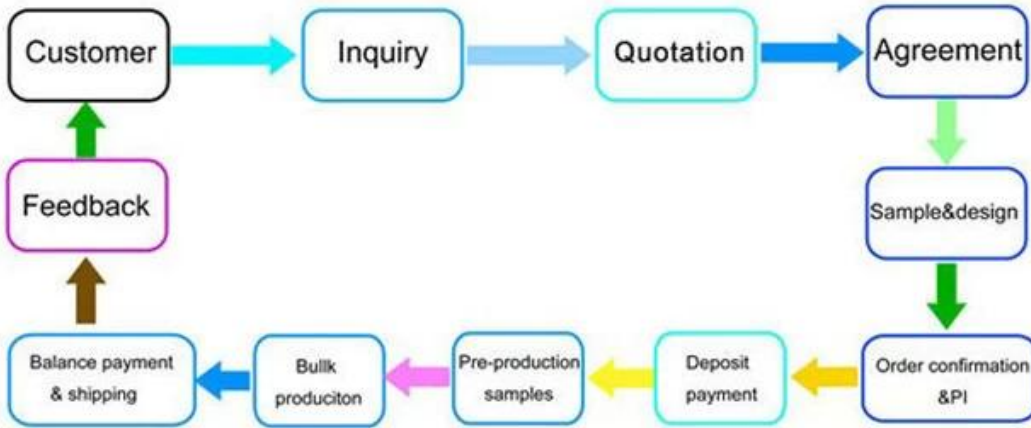 Customer
Inquiry
Quotation
Agreement
Sample&design
Order confirmation
&PI
Deposit
payment
Pre-production
samples
Bullk
produciton
Balance payment
& shipping
Feedback